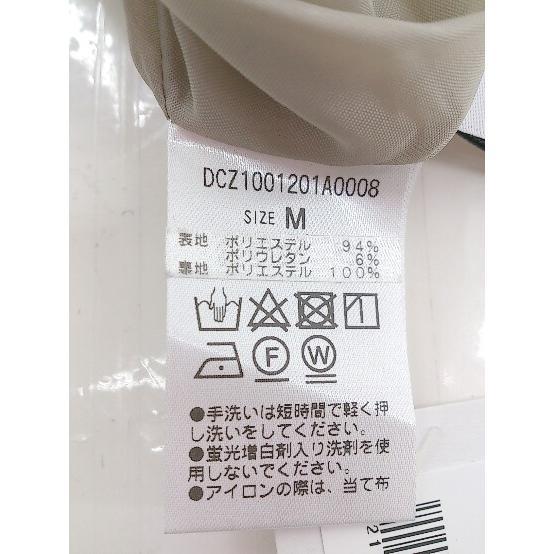 DCZ1001201A0008
SIZE M
表地 ポリエステル 94%
ポリウレタン 6%
裏地 ポリエステル 100%
F W
●手洗いは短時間で軽く押
し洗いをしてください。
●蛍光増白剤入り洗剤を使
用しないでください。
●アイロンの際は、当て布
21